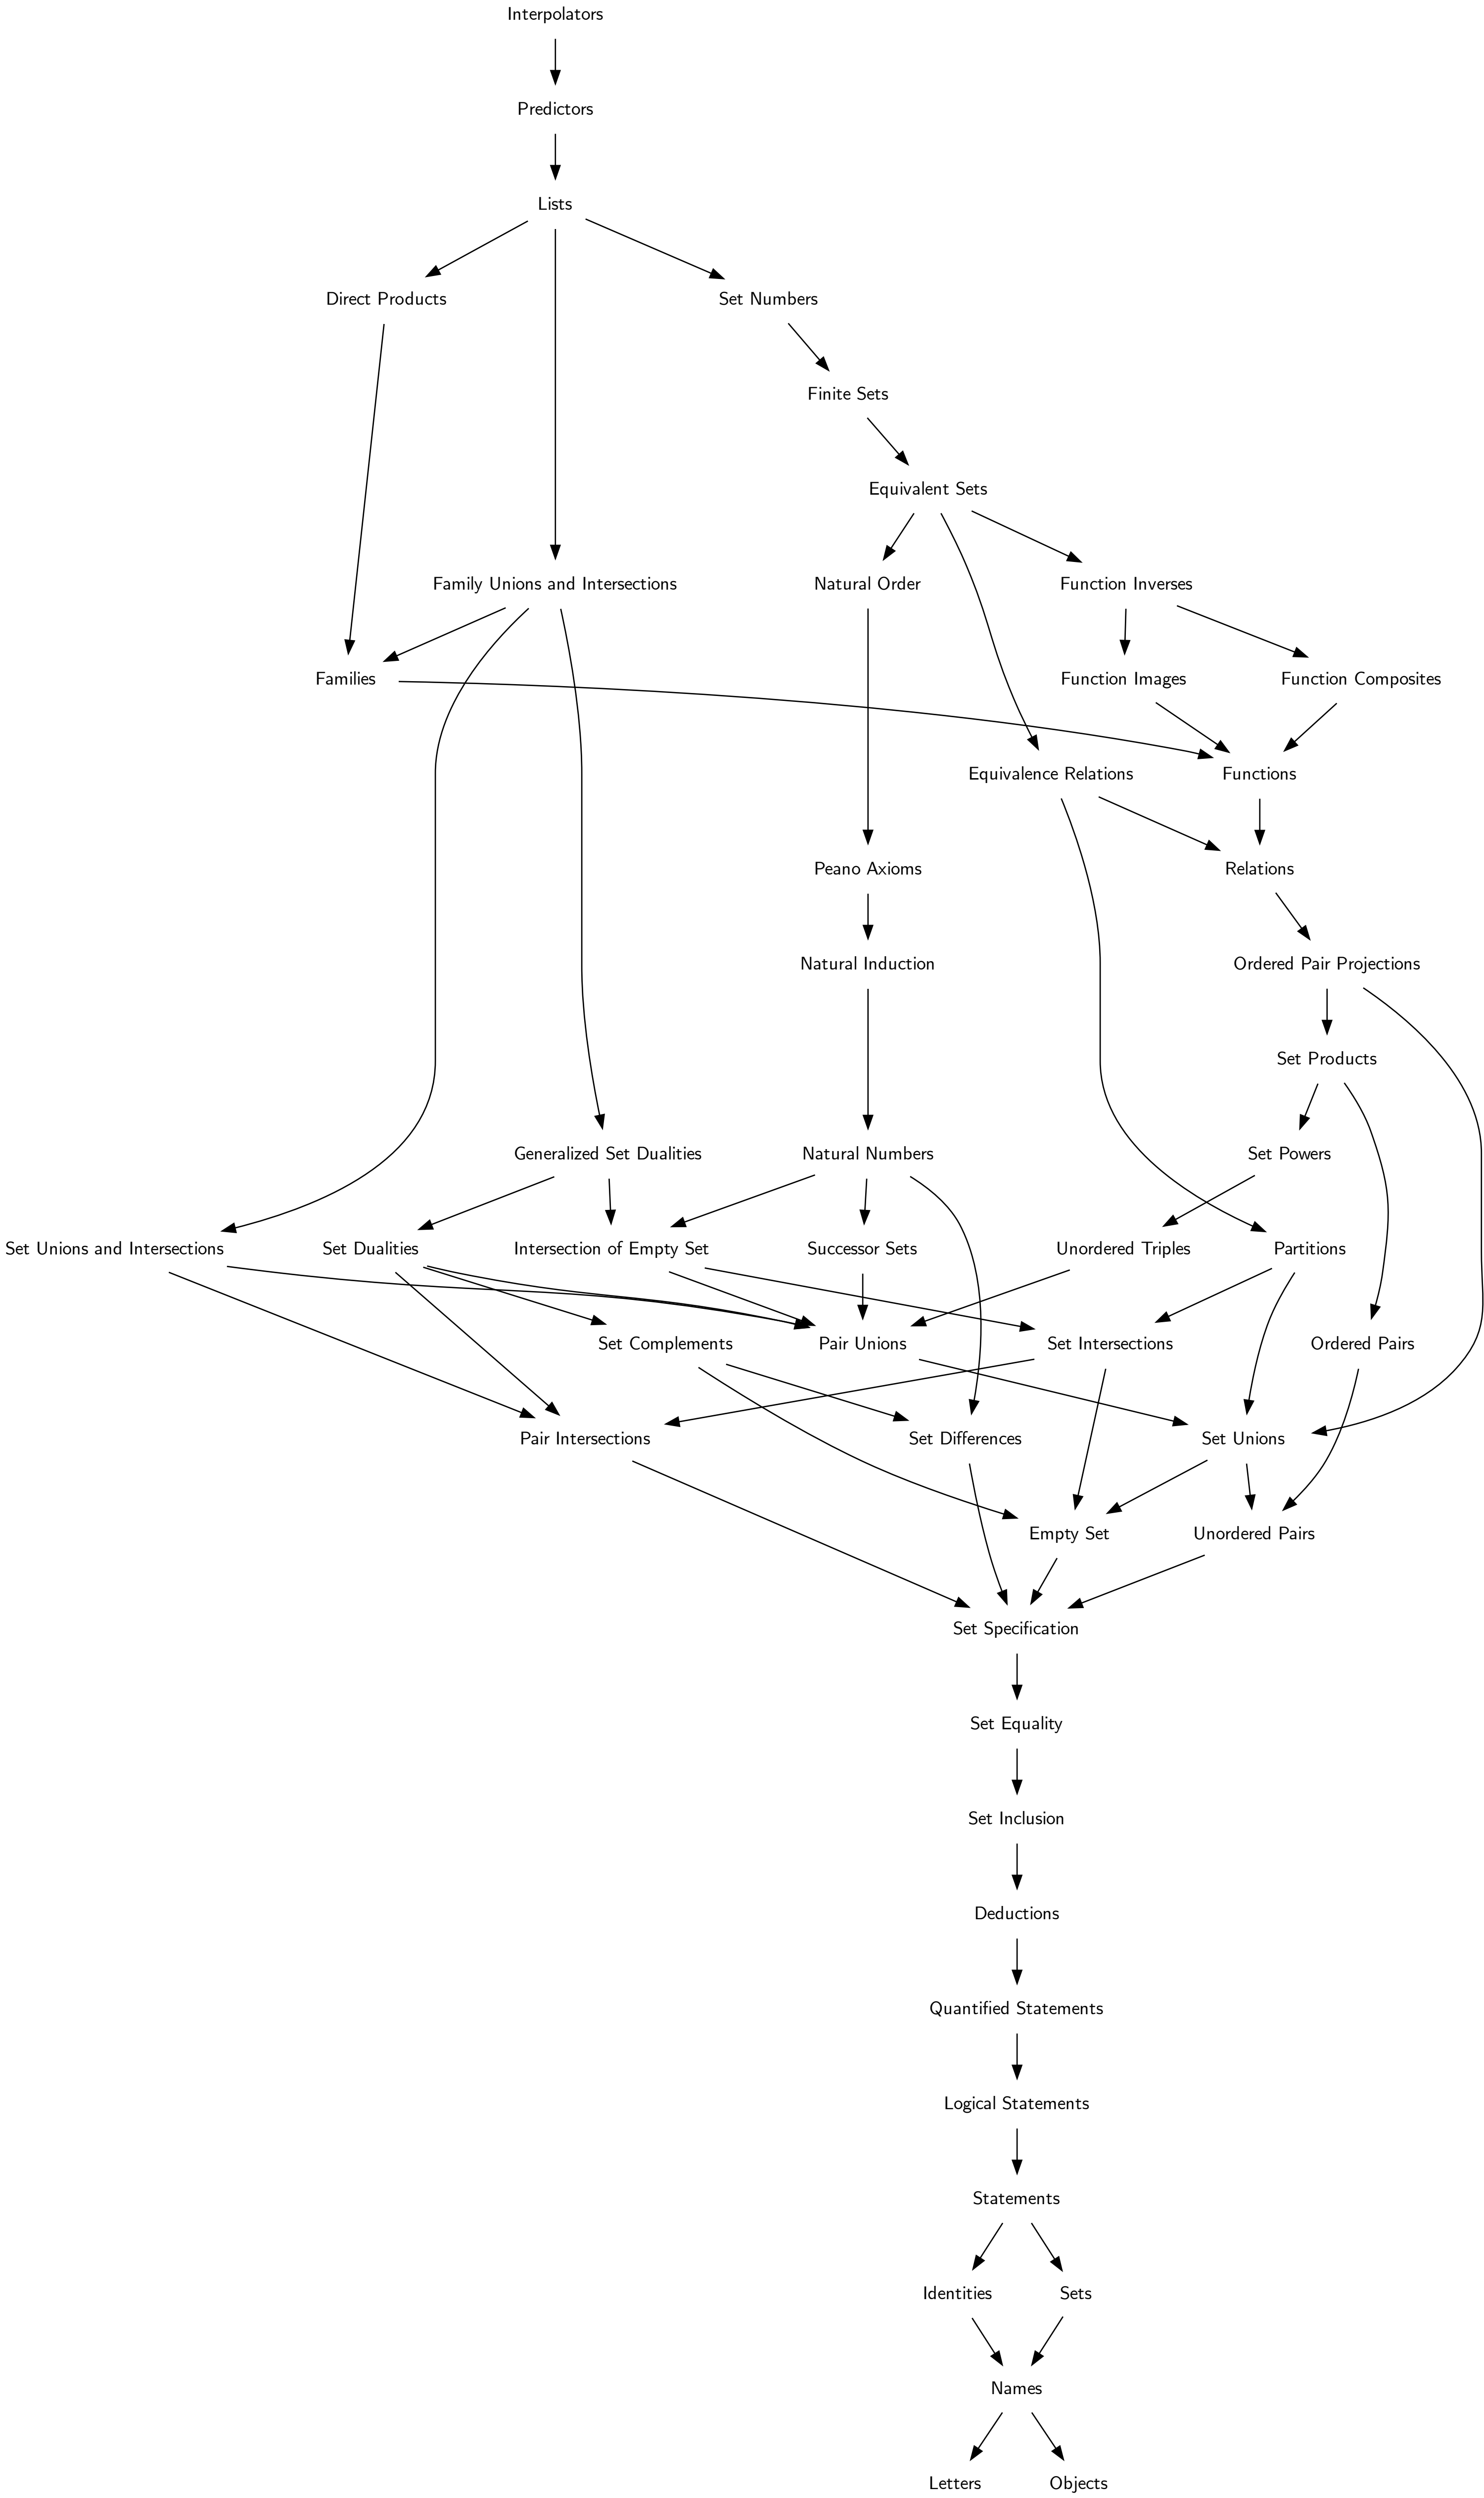 Interpolators
Predictors
Lists
Direct Products
Set Numbers
Finite Sets
Equivalent Sets
Family Unions and Intersections
Natural Order
Function Inverses
Families
Function Images
Function Composites
Equivalence Relations
Functions
Peano Axioms
Relations
Natural Induction
Ordered Pair Projections
Set Products
Generalized Set Dualities
Natural Numbers
Set Powers
Set Unions and Intersections
Set Dualities
Intersection of Empty Set
Successor Sets
Unordered Triples
Partitions
Set Complements
Pair Unions
Set Intersections
Ordered Pairs
Pair Intersections
Set Differences
Set Unions
Empty Set
Unordered Pairs
Set Specification
Set Equality
Set Inclusion
Deductions
Quantified Statements
Logical Statements
Statements
Identities
Sets
Names
Letters
Objects